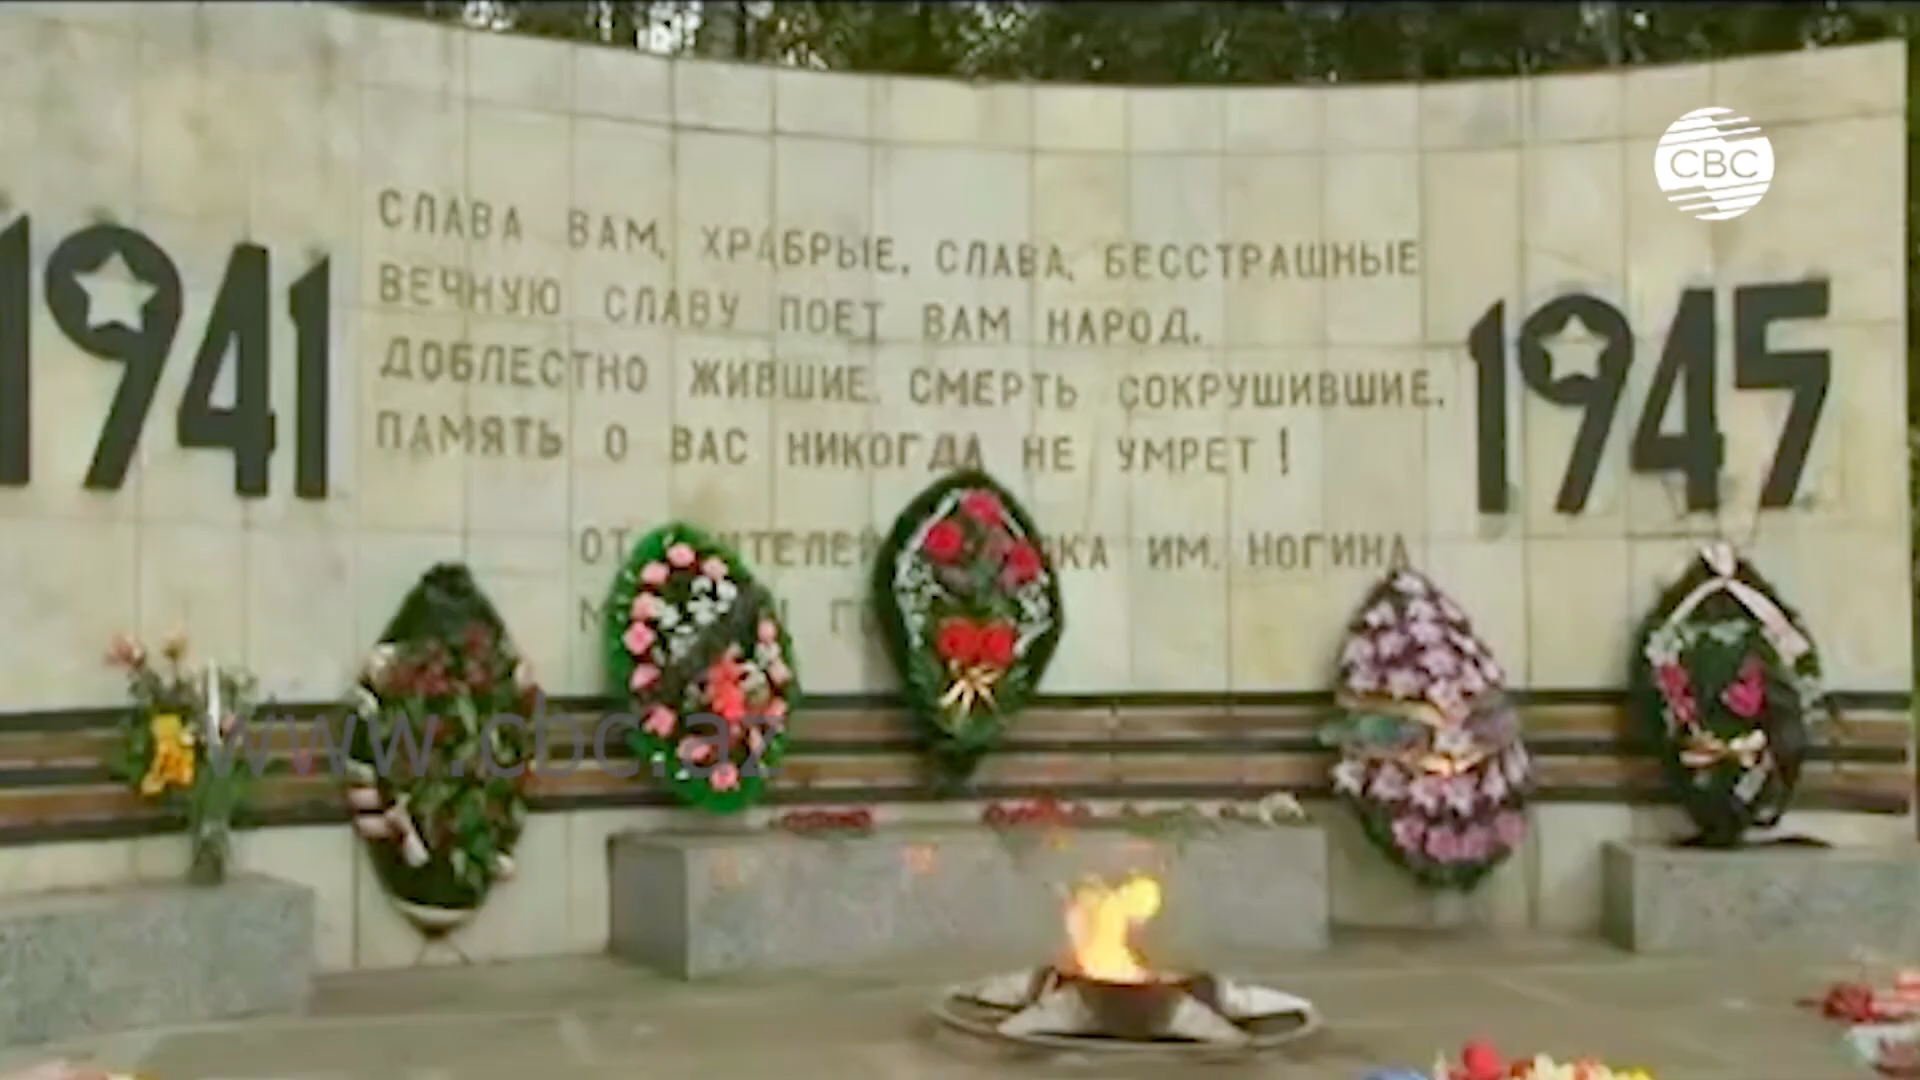 CBC
1941
СЛАВА ВАМ, ХРАБРЫЕ, СЛАВА, БЕССТРАШНЫЕ
ВЕЧНУЮ СЛАВУ ПОЕТ ВАМ НАРОД.
ДОБЛЕСТНО ЖИВШИЕ, СМЕРТЬ СОКРУШИВШИЕ,
ПАМЯТЬ О ВАС НИКОГДА НЕ УМРЕТ!
1945
ОТ ИМ. НОГИНА
www.cbc.az